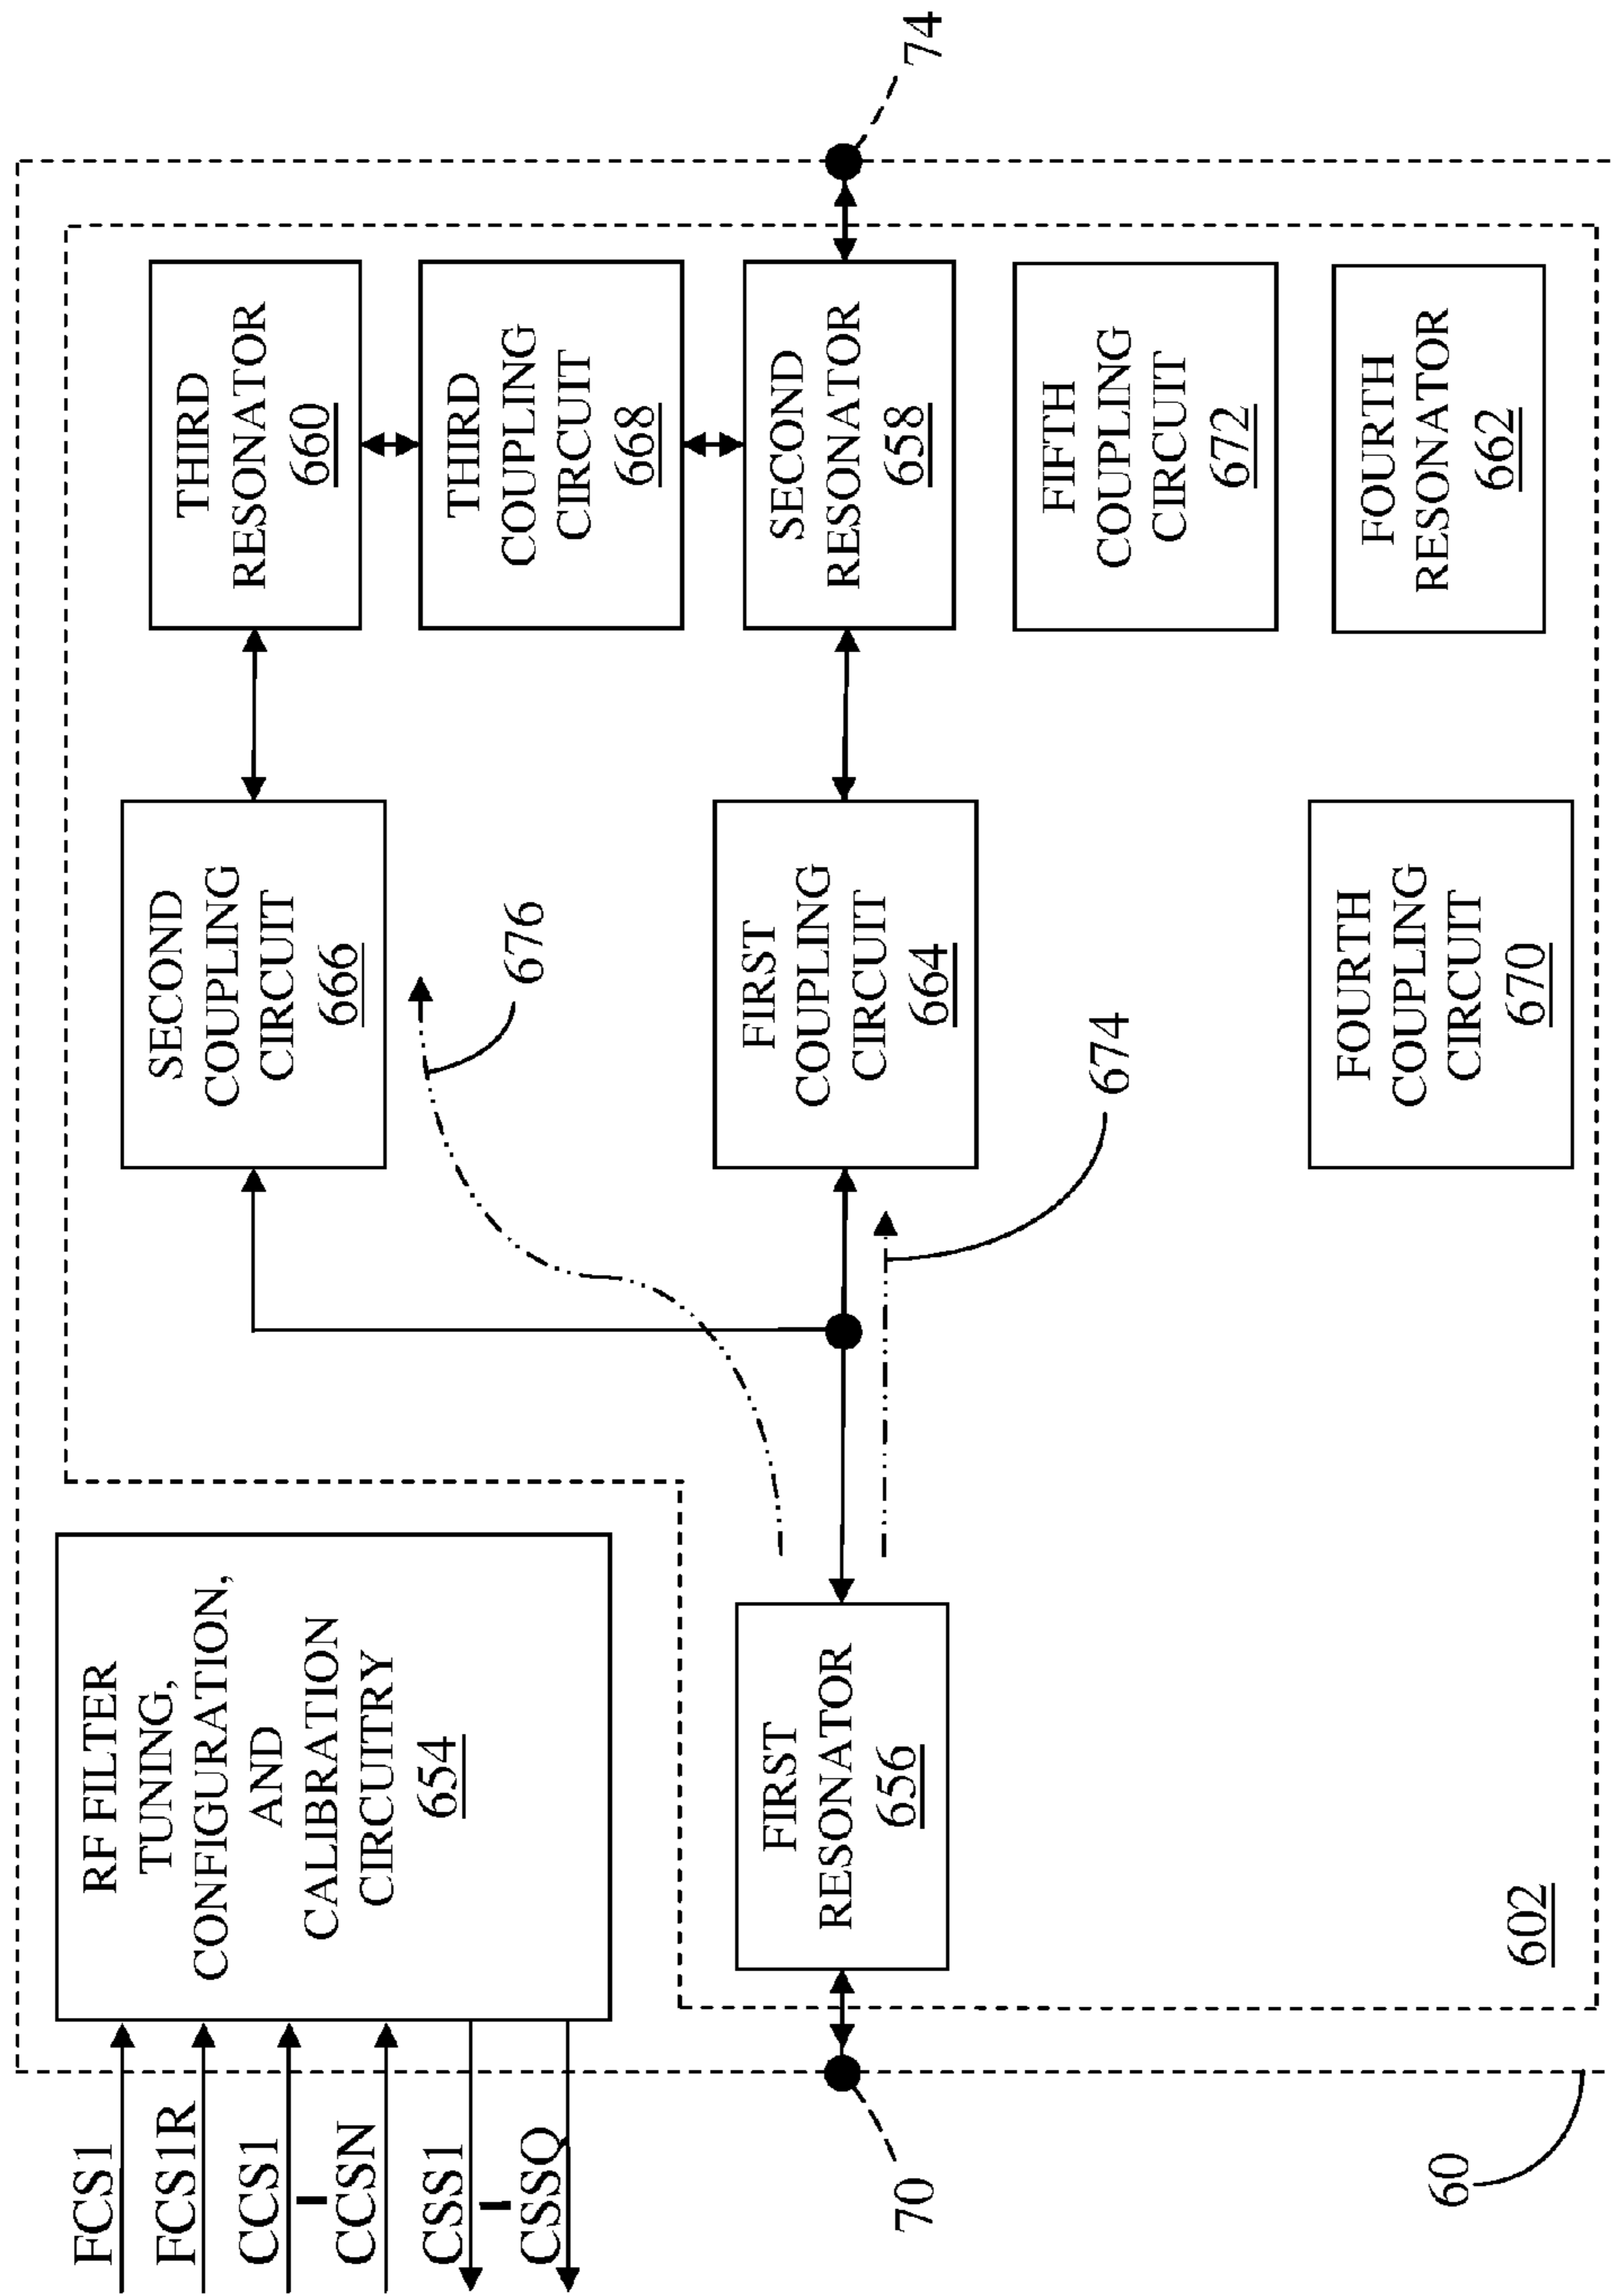 FCS1
FCS1R
CCS1
CCSN
CSS1
CSSQ
RF FILTER
TUNING,
CONFIGURATION,
AND
CALIBRATION
CIRCUITRY
654
SECOND
COUPLING
CIRCUIT
666
THIRD
RESONATOR
660
676
THIRD
COUPLING
CIRCUIT
668
70
FIRST
RESONATOR
656
FIRST
COUPLING
CIRCUIT
664
SECOND
RESONATOR
658
74
674
FIFTH
COUPLING
CIRCUIT
672
FOURTH
COUPLING
CIRCUIT
670
FOURTH
RESONATOR
662
602
60